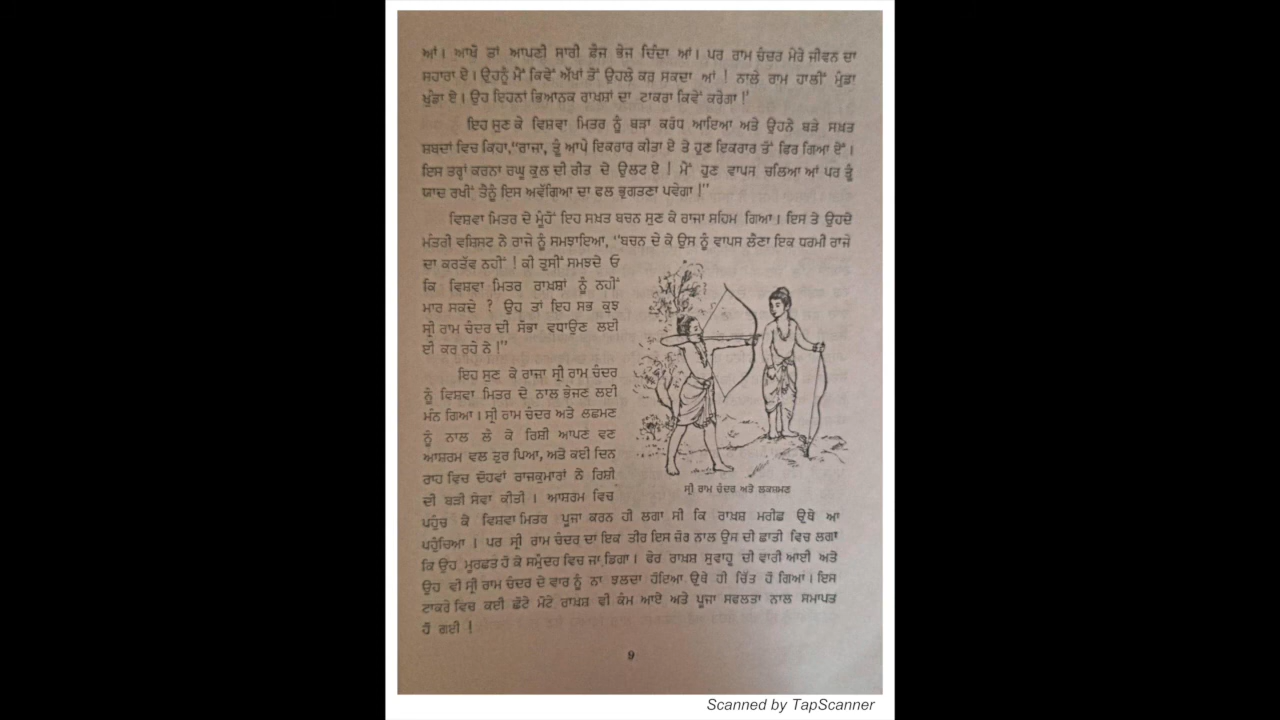 ਆਂ। ਆਖੋ ਤਾਂ ਆਪਣੀ ਸਾਰੀ ਫ਼ੌਜ ਭੇਜ ਦਿੰਦਾ ਆਂ। ਪਰ ਰਾਮ ਚੰਦਰ ਮੇਰੇ ਜੀਵਨ ਦਾ
ਸਹਾਰਾ ਏ। ਉਹਨੂੰ ਮੈਂ ਕਿਵੇਂ ਅੱਖਾਂ ਤੋਂ ਉਹਲੇ ਕਰ ਸਕਦਾ ਆਂ ! ਨਾਲੇ ਰਾਮ ਹਾਲੀਂ ਮੁੰਡਾ
ਖੁੰਡਾ ਏ। ਉਹ ਇਹਨਾਂ ਭਿਆਨਕ ਰਾਖਸ਼ਾਂ ਦਾ ਟਾਕਰਾ ਕਿਵੇਂ ਕਰੇਗਾ !'
ਇਹ ਸੁਣ ਕੇ ਵਿਸ਼ਵਾ ਮਿਤਰ ਨੂੰ ਬੜਾ ਕਰੋਧ ਆਇਆ ਅਤੇ ਉਹਨੇ ਬੜੇ ਸਖ਼ਤ
ਸ਼ਬਦਾਂ ਵਿਚ ਕਿਹਾ,“ਰਾਜਾ, ਤੂੰ ਆਪੇ ਇਕਰਾਰ ਕੀਤਾ ਏ ਤੇ ਹੁਣ ਇਕਰਾਰ ਤੋਂ ਫਿਰ ਗਿਆ ਏਂ।
ਇਸ ਤਰ੍ਹਾਂ ਕਰਨਾ ਰਘੂ ਕੁਲ ਦੀ ਰੀਤ ਦੇ ਉਲਟ ਏ ! ਮੈਂ ਹੁਣ ਵਾਪਸ ਚਲਿਆ ਆਂ ਪਰ ਤੂੰ
ਯਾਦ ਰਖੀਂ ਤੈਨੂੰ ਇਸ ਅਵੱਗਿਆ ਦਾ ਫਲ ਭੁਗਤਣਾ ਪਵੇਗਾ !”
ਵਿਸ਼ਵਾ ਮਿਤਰ ਦੇ ਮੂੰਹੋਂ ਇਹ ਸਖ਼ਤ ਬਚਨ ਸੁਣ ਕੇ ਰਾਜਾ ਸਹਿਮ ਗਿਆ। ਇਸ ਤੇ ਉਹਦੇ
ਮੰਤਰੀ ਵਸ਼ਿਸਟ ਨੇ ਰਾਜੇ ਨੂੰ ਸਮਝਾਇਆ, “ਬਚਨ ਦੇ ਕੇ ਉਸ ਨੂੰ ਵਾਪਸ ਲੈਣਾ ਇਕ ਧਰਮੀ ਰਾਜੇ
ਦਾ ਕਰਤੱਵ ਨਹੀਂ ! ਕੀ ਤੁਸੀਂ ਸਮਝਦੇ ਓ
ਕਿ ਵਿਸ਼ਵਾ ਮਿਤਰ ਰਾਖ਼ਸ਼ਾਂ ਨੂੰ ਨਹੀਂ
ਮਾਰ ਸਕਦੇ ? ਉਹ ਤਾਂ ਇਹ ਸਭ ਕੁਝ
ਸ੍ਰੀ ਰਾਮ ਚੰਦਰ ਦੀ ਸੋਭਾ ਵਧਾਉਣ ਲਈ
ਈ ਕਰ ਰਹੇ ਨੇ !”
ਇਹ ਸੁਣ ਕੇ ਰਾਜਾ ਸ੍ਰੀ ਰਾਮ ਚੰਦਰ
ਨੂੰ ਵਿਸ਼ਵਾ ਮਿਤਰ ਦੇ ਨਾਲ ਭੇਜਣ ਲਈ
ਮੰਨ ਗਿਆ। ਸ੍ਰੀ ਰਾਮ ਚੰਦਰ ਅਤੇ ਲਛਮਣ
ਨੂੰ ਨਾਲ ਲੈ ਕੇ ਰਿਸ਼ੀ ਆਪਣੇ ਵਣ
ਆਸ਼ਰਮ ਵਲ ਤੁਰ ਪਿਆ, ਅਤੇ ਕਈ ਦਿਨ
ਰਾਹ ਵਿਚ ਦੋਹਵਾਂ ਰਾਜਕੁਮਾਰਾਂ ਨੇ ਰਿਸ਼ੀ
ਦੀ ਬੜੀ ਸੇਵਾ ਕੀਤੀ । ਆਸ਼ਰਮ ਵਿਚ
ਪਹੁੰਚ ਕੇ ਵਿਸ਼ਵਾ ਮਿਤਰ ਪੂਜਾ ਕਰਨ ਹੀ ਲਗਾ ਸੀ ਕਿ ਰਾਖ਼ਸ਼ ਮਰੀਛ ਉਥੇ ਆ
ਪਹੁੰਚਿਆ । ਪਰ ਸ੍ਰੀ ਰਾਮ ਚੰਦਰ ਦਾ ਇਕ ਤੀਰ ਇਸ ਜ਼ੋਰ ਨਾਲ ਉਸ ਦੀ ਛਾਤੀ ਵਿਚ ਲਗਾ
ਕਿ ਉਹ ਮੂਰਛਤ ਹੋ ਕੇ ਸਮੁੰਦਰ ਵਿਚ ਜਾ ਡਿਗਾ। ਫੇਰ ਰਾਖ਼ਸ਼ ਸੁਵਾਹੂ ਦੀ ਵਾਰੀ ਆਈ ਅਤੇ
ਉਹ ਵੀ ਸ੍ਰੀ ਰਾਮ ਚੰਦਰ ਦੇ ਵਾਰ ਨੂੰ ਨਾ ਝਲਦਾ ਹੋਇਆ ਉਥੇ ਹੀ ਚਿੱਤ ਹੋ ਗਿਆ। ਇਸ
ਟਾਕਰੇ ਵਿਚ ਕਈ ਛੋਟੇ ਮੋਟੇ ਰਾਖ਼ਸ਼ ਵੀ ਕੰਮ ਆਏ ਅਤੇ ਪੂਜਾ ਸਫਲਤਾ ਨਾਲ ਸਮਾਪਤ
ਹੋ ਗਈ !
ਸ੍ਰੀ ਰਾਮ ਚੰਦਰ ਅਤੇ ਲਕਸ਼ਮਣ
9
Scanned by TapScanner